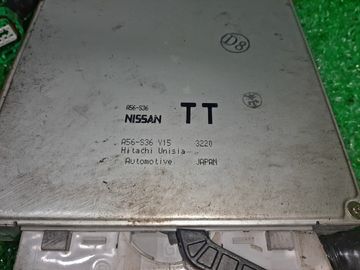 D8
A56-S36
NISSAN TT
A56-S36 V15 3220
Hitachi Unisia
Automotive JAPAN